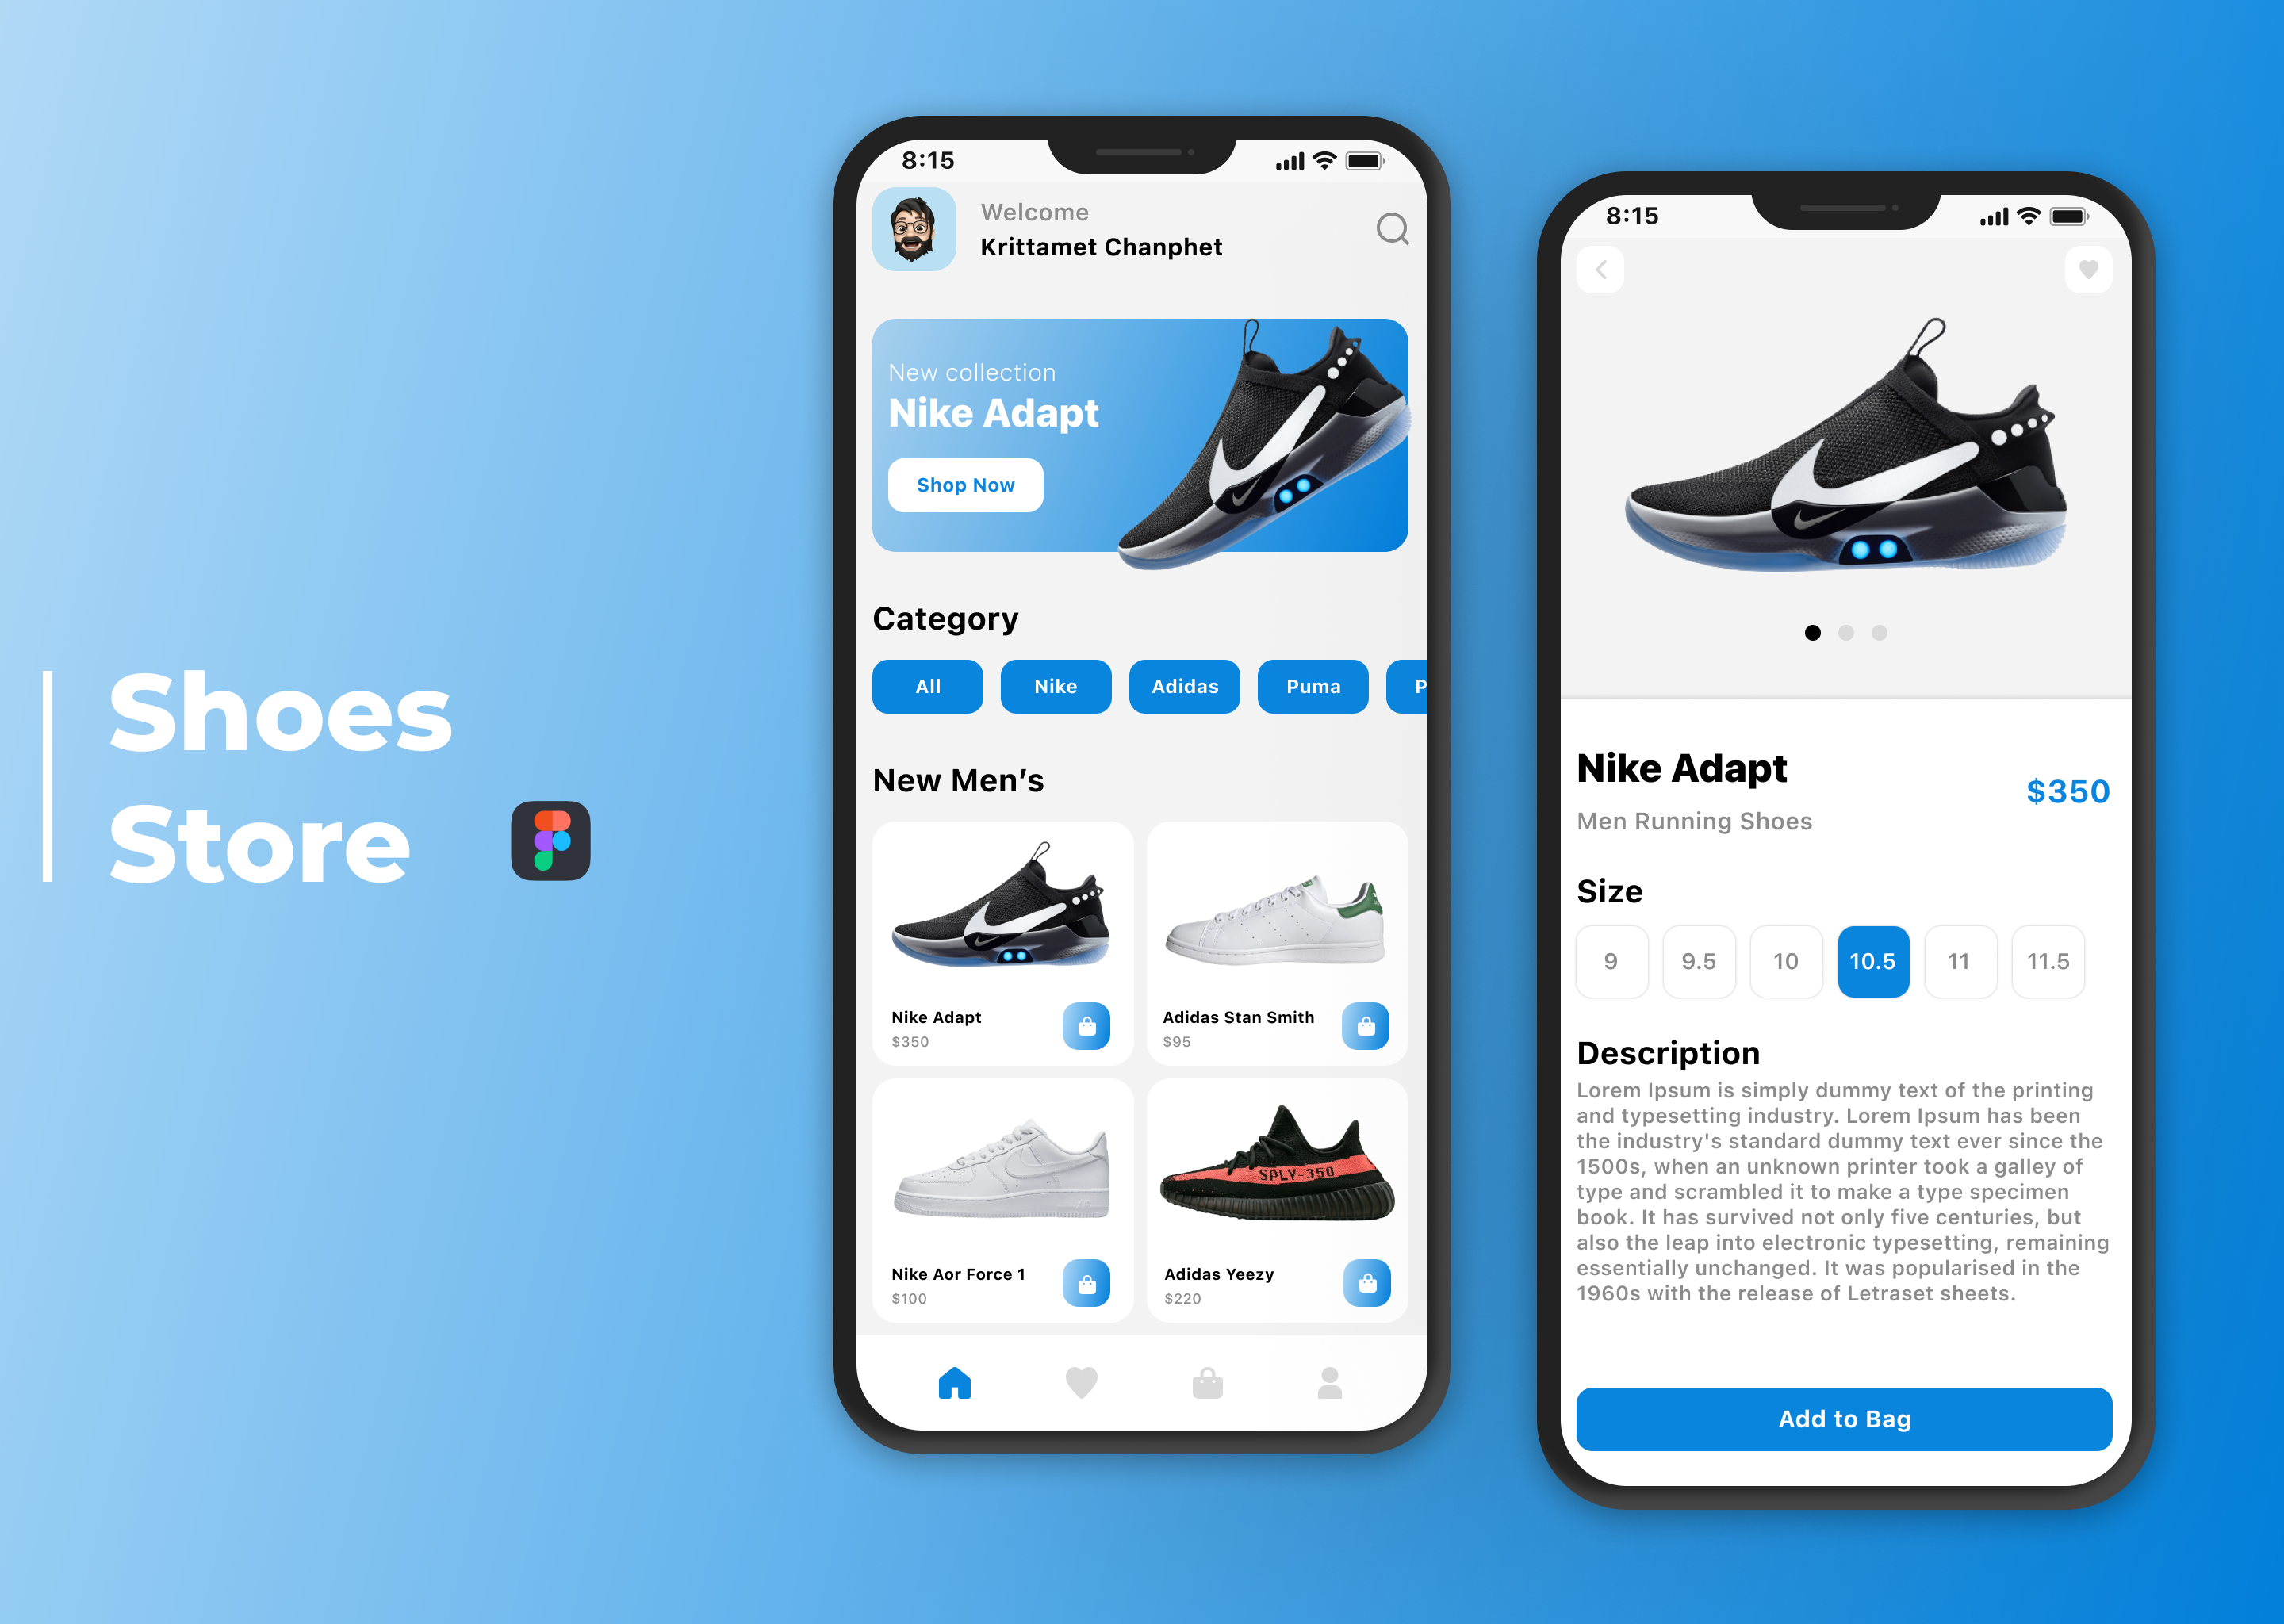 Shoes
Store
8:15
Welcome
Krittamet Chanphet
New collection
Nike Adapt
Shop Now
Category
All
Nike
Adidas
Puma
P
New Men’s
Nike Adapt
$350
Adidas Stan Smith
$95
SPLY-350
Nike Aor Force 1
$100
Adidas Yeezy
$220
8:15
Nike Adapt
$350
Men Running Shoes
Size
9
9.5
10
10.5
11
11.5
Description
Lorem Ipsum is simply dummy text of the printing
and typesetting industry. Lorem Ipsum has been
the industry's standard dummy text ever since the
1500s, when an unknown printer took a galley of
type and scrambled it to make a type specimen
book. It has survived not only five centuries, but
also the leap into electronic typesetting, remaining
essentially unchanged. It was popularised in the
1960s with the release of Letraset sheets.
Add to Bag